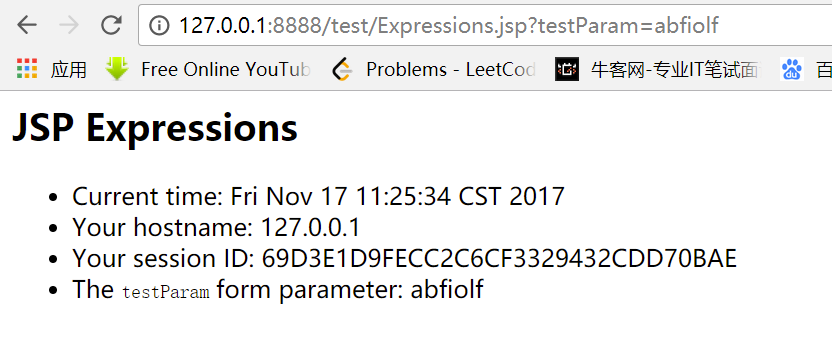 127.0.0.1:8888/test/Expressions.jsp?testParam=abfiolf
应用 Free Online YouTub Problems - LeetCod 牛客网-专业IT笔试面 百
JSP Expressions
Current time: Fri Nov 17 11:25:34 CST 2017
Your hostname: 127.0.0.1
Your session ID: 69D3E1D9FECC2C6CF3329432CDD70BAE
The testParam form parameter: abfiolf